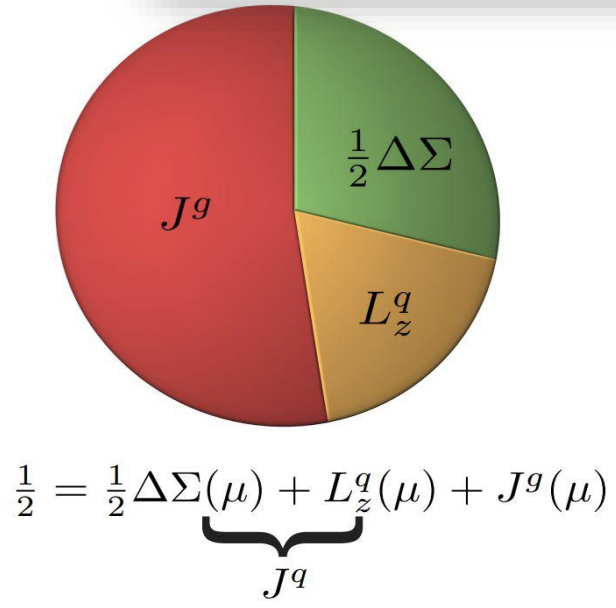 ½ΔΣ
J^g
L_z^q
½ = ½ΔΣ(μ) + L_z^q(μ) + J^g(μ)
J^q